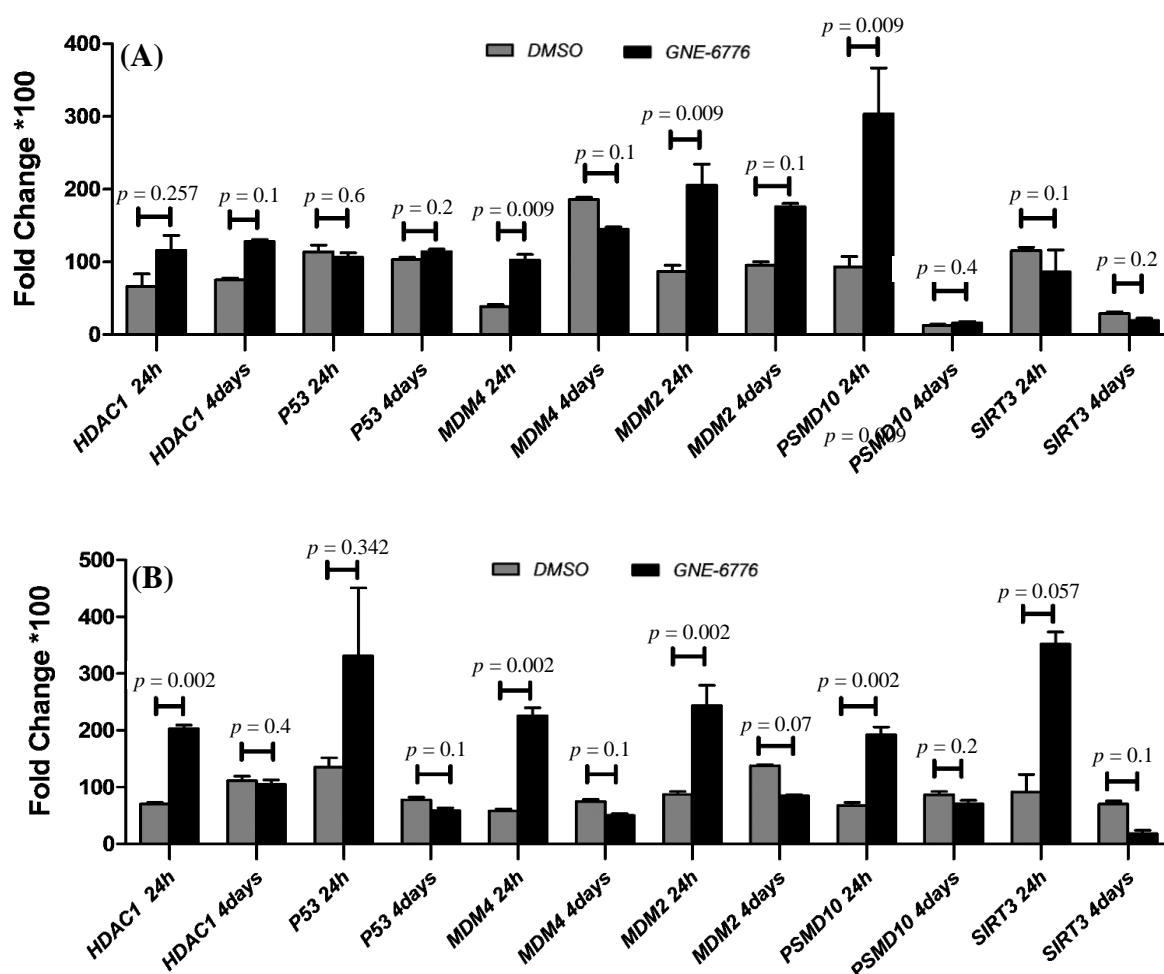 (A)
DMSO
GNE-6776
Fold Change *100
400
300
200
100
0
p = 0.257
p = 0.1
p = 0.6
p = 0.2
p = 0.009
p = 0.1
p = 0.009
p = 0.1
p = 0.009
p = 0.4
p = 0.1
p = 0.2
HDAC1 24h
HDAC1 4days
P53 24h
P53 4days
MDM4 24h
MDM4 4days
MDM2 24h
MDM2 4days
PSMD10 24h
PSMD10 4days
SIRT3 24h
SIRT3 4days
p = 0.009
(B)
DMSO
GNE-6776
Fold Change *100
500
400
300
200
100
0
p = 0.002
p = 0.4
p = 0.342
p = 0.1
p = 0.002
p = 0.1
p = 0.002
p = 0.07
p = 0.002
p = 0.2
p = 0.057
p = 0.1
HDAC1 24h
HDAC1 4days
P53 24h
P53 4days
MDM4 24h
MDM4 4days
MDM2 24h
MDM2 4days
PSMD10 24h
PSMD10 4days
SIRT3 24h
SIRT3 4days